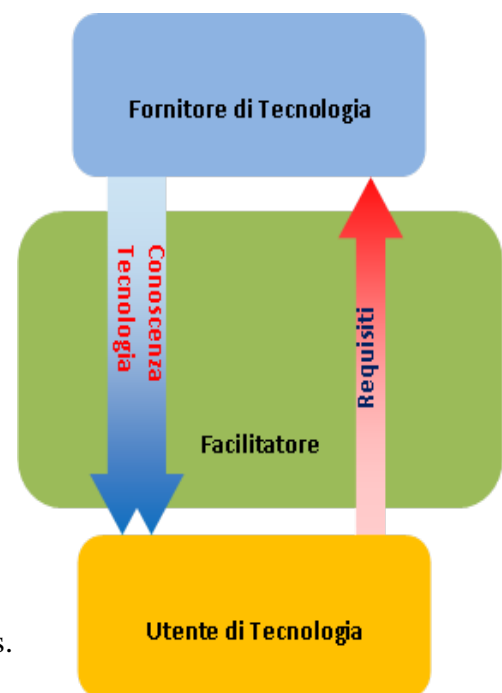 Fornitore di Tecnologia
Conoscenza
Tecnologia
Requisiti
Facilitatore
Utente di Tecnologia
s.